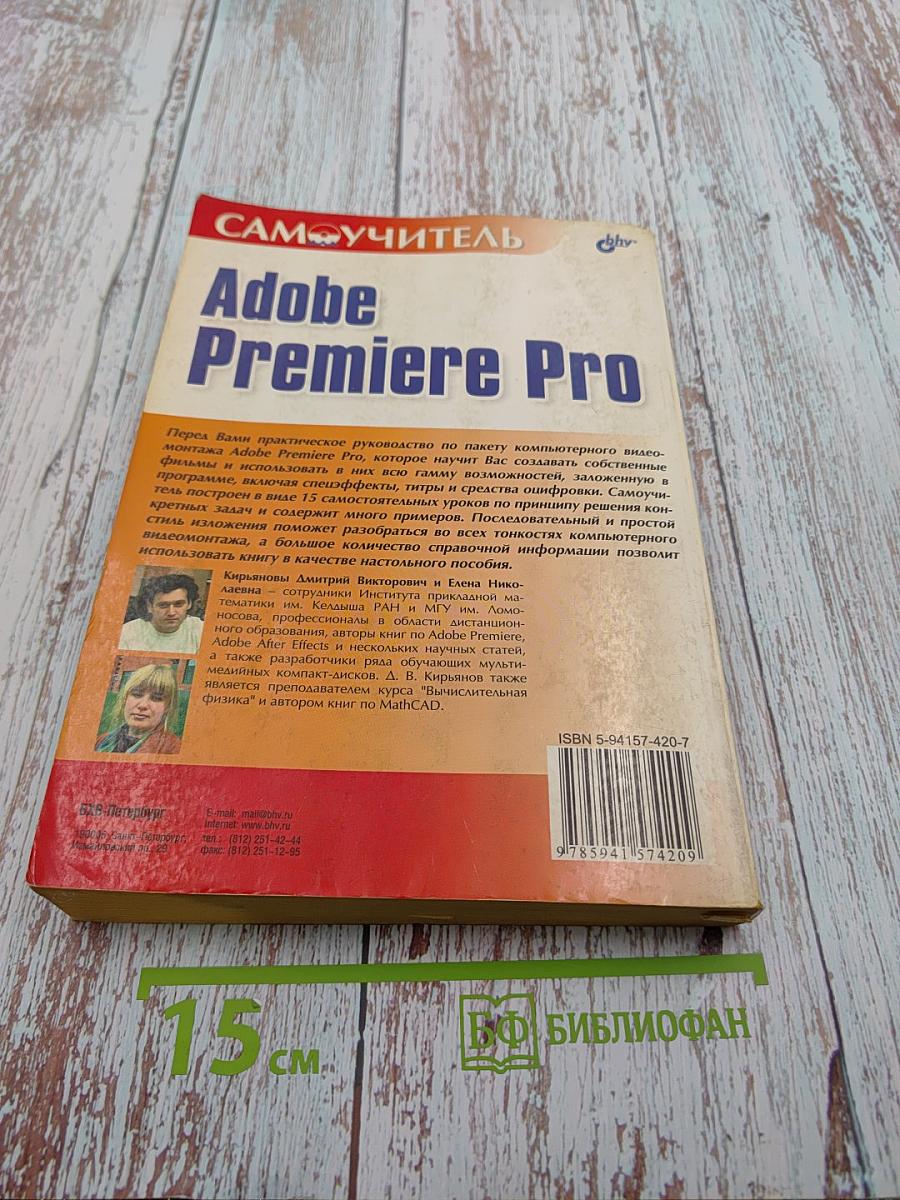 САМОУЧИТЕЛЬ
bhv
Adobe
Premiere Pro
Перед Вами практическое руководство по пакету компьютерного видео-
монтажа Adobe Premiere Pro, которое научит Вас создавать собственные
фильмы и использовать в них всю гамму возможностей, заложенную в
программе, включая спецэффекты, титры и средства оцифровки. Самоучи-
тель построен в виде 15 самостоятельных уроков по принципу решения кон-
кретных задач и содержит много примеров. Последовательный и простой
стиль изложения поможет разобраться во всех тонкостях компьютерного
видеомонтажа, а большое количество справочной информации позволит
использовать книгу в качестве настольного пособия.
Кирьяновы Дмитрий Викторович и Елена Нико-
лаевна – сотрудники Института прикладной ма-
тематики им. Келдыша РАН и МГУ им. Ломо-
носова, профессионалы в области дистанцион-
ного образования, авторы книг по Adobe Premiere,
Adobe After Effects и нескольких научных статей,
а также разработчики ряда обучающих мульти-
медийных компакт-дисков. Д. В. Кирьянов также
является преподавателем курса "Вычислительная
физика" и автором книг по MathCAD.
ISBN 5-94157-420-7
9 785941 574209
БХВ-Петербург
190005, Санкт-Петербург,
Измайловский пр., 29
E-mail: mail@bhv.ru
Internet: www.bhv.ru
тел.: (812) 251-42-44
факс: (812) 251-12-95
15 см
БФ БИБЛИОФАН